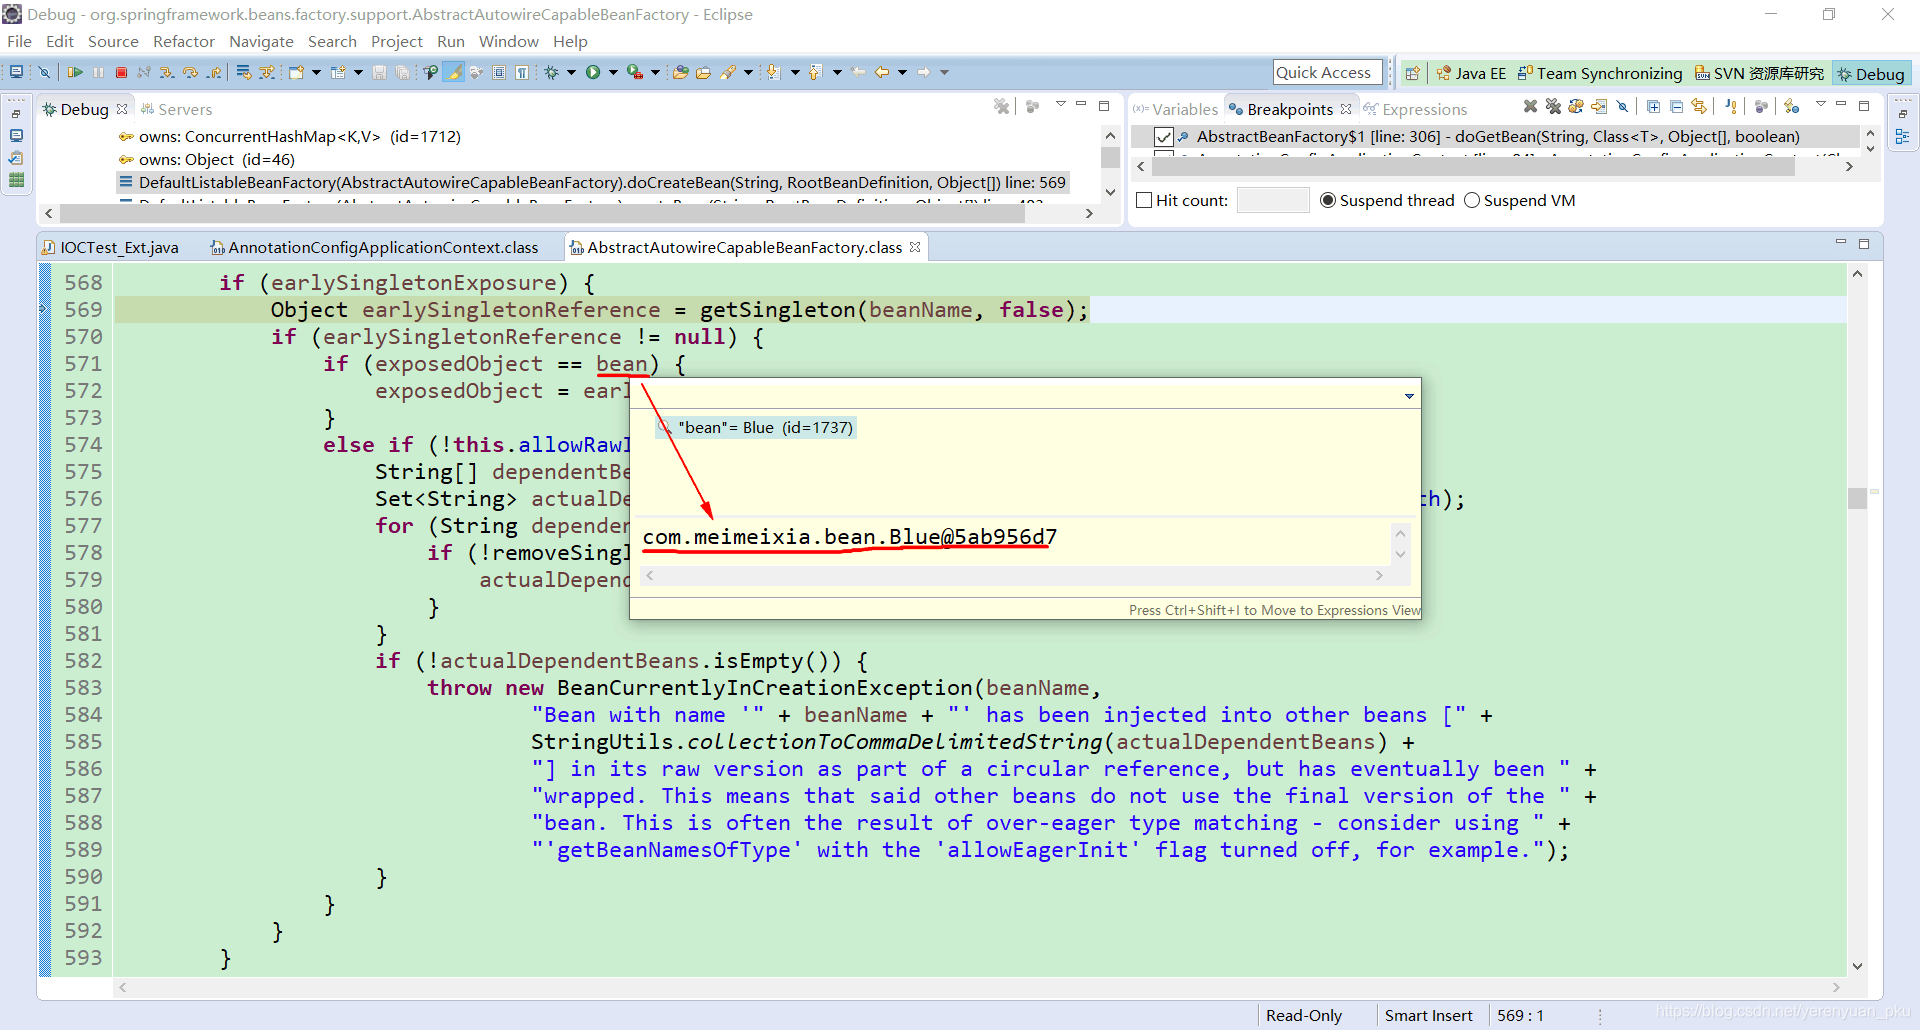 Debug - org.springframework.beans.factory.support.AbstractAutowireCapableBeanFactory - Eclipse
File Edit Source Refactor Navigate Search Project Run Window Help
Quick Access
Java EE
Team Synchronizing
SVN 资源库研究
Debug
Debug
Servers
owns: ConcurrentHashMap<K,V> (id=1712)
owns: Object (id=46)
DefaultListableBeanFactory(AbstractAutowireCapableBeanFactory).doCreateBean(String, RootBeanDefinition, Object[]) line: 569
(x)= Variables
Breakpoints
Expressions
AbstractBeanFactory$1 [line: 306] - doGetBean(String, Class<T>, Object[], boolean)
Hit count:
Suspend thread
Suspend VM
IOCTest_Ext.java
AnnotationConfigApplicationContext.class
AbstractAutowireCapableBeanFactory.class
568 if (earlySingletonExposure) {
569 Object earlySingletonReference = getSingleton(beanName, false);
570 if (earlySingletonReference != null) {
571 if (exposedObject == bean) {
572 exposedObject = earl
573 }
574 else if (!this.allowRaw
575 String[] dependentBe
576 Set<String> actualDe th);
577 for (String depender
578 if (!removeSingl
579 actualDepend
580 }
581 }
582 if (!actualDependentBeans.isEmpty()) {
583 throw new BeanCurrentlyInCreationException(beanName,
584 "Bean with name '" + beanName + "' has been injected into other beans [" +
585 StringUtils.collectionToCommaDelimitedString(actualDependentBeans) +
586 "] in its raw version as part of a circular reference, but has eventually been " +
587 "wrapped. This means that said other beans do not use the final version of the " +
588 "bean. This is often the result of over-eager type matching - consider using " +
589 "'getBeanNamesOfType' with the 'allowEagerInit' flag turned off, for example.");
590 }
591 }
592 }
593 }
"bean"= Blue (id=1737)
com.meimeixia.bean.Blue@5ab956d7
Press Ctrl+Shift+I to Move to Expressions View
Read-Only
Smart Insert
569 : 1
https://blog.csdn.net/yerenyuan_pku